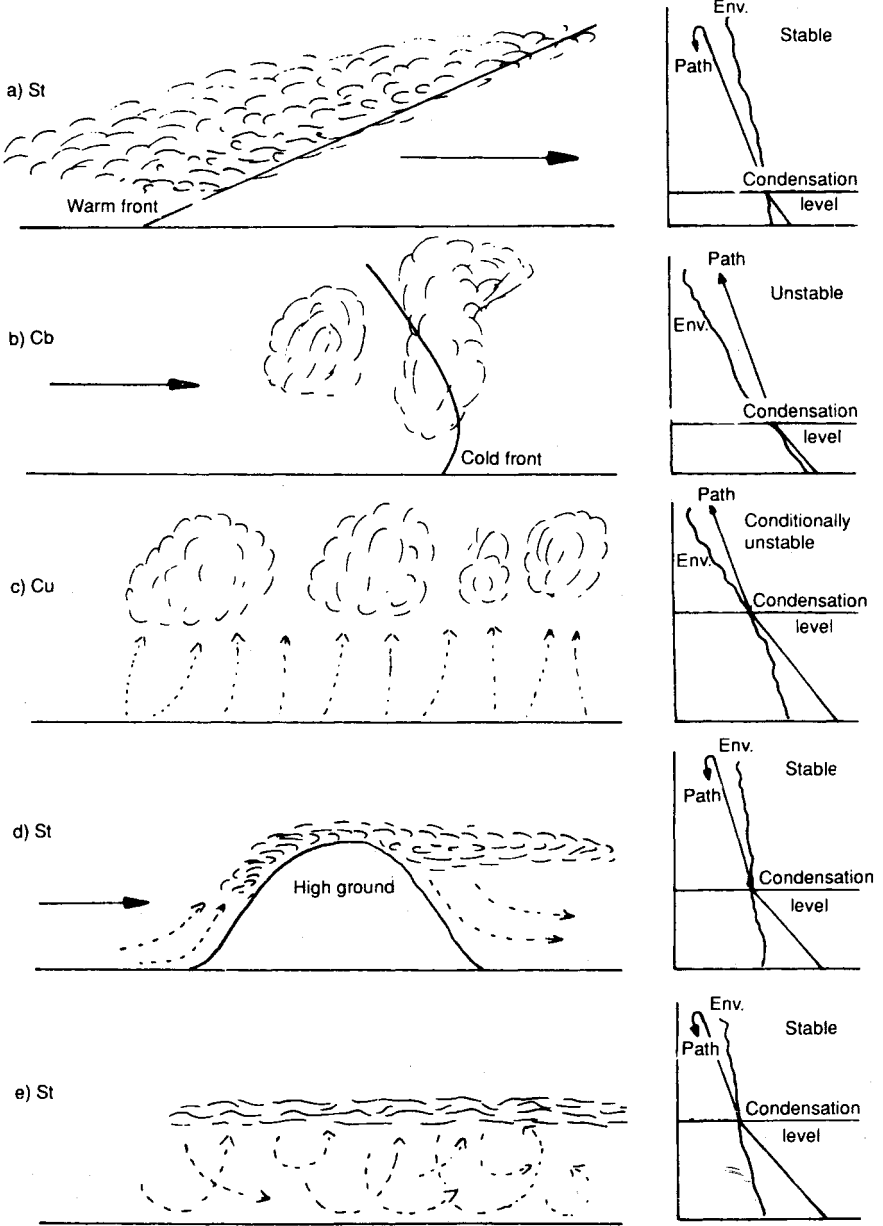 a) St
Warm front
Env.
Stable
Path
Condensation
level
b) Cb
Cold front
Path
Unstable
Env.
Condensation
level
c) Cu
Path
Conditionally
unstable
Env.
Condensation
level
d) St
High ground
Env.
Stable
Path
Condensation
level
e) St
Env.
Stable
Path
Condensation
level